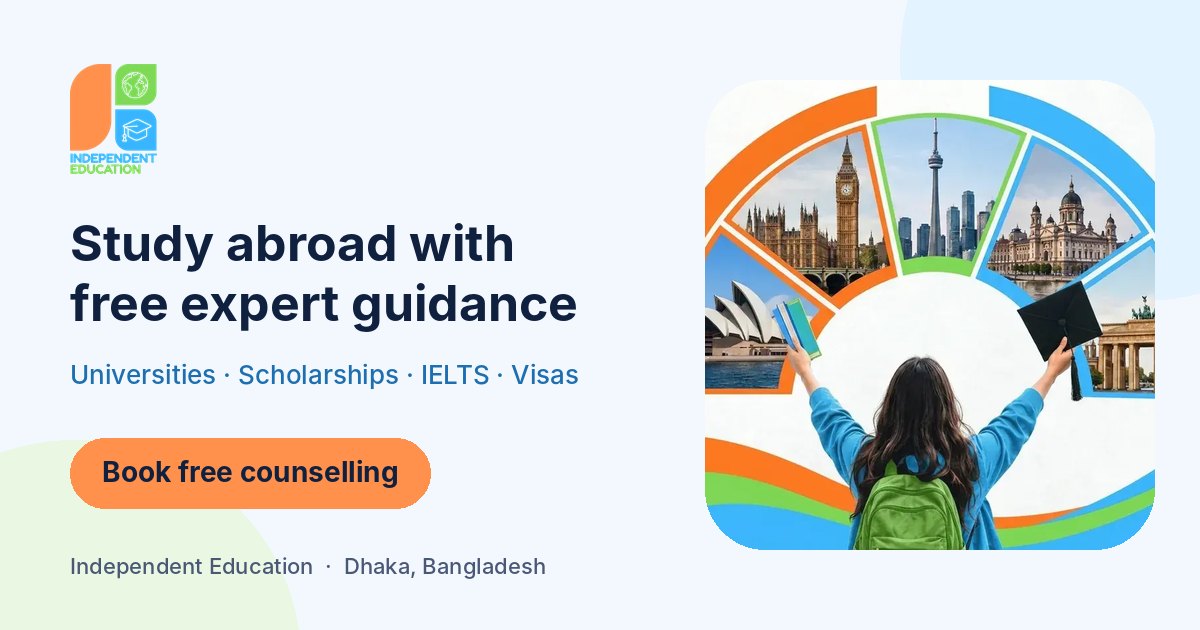 INDEPENDENT
EDUCATION
Study abroad with
free expert guidance
Universities · Scholarships · IELTS · Visas
Book free counselling
Independent Education · Dhaka, Bangladesh